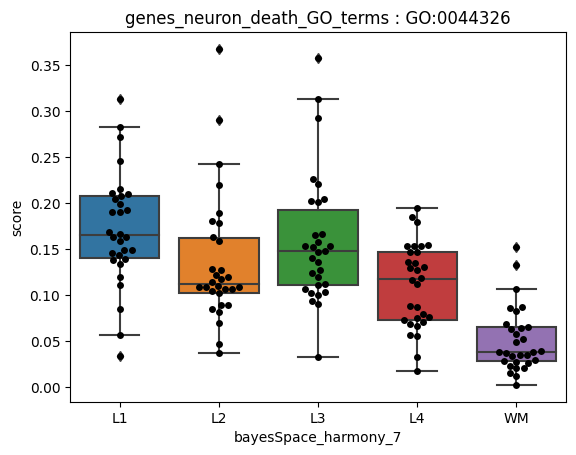 genes_neuron_death_GO_terms : GO:0044326
score
0.35
0.30
0.25
0.20
0.15
0.10
0.05
0.00
L1 L2 L3 L4 WM
bayesSpace_harmony_7